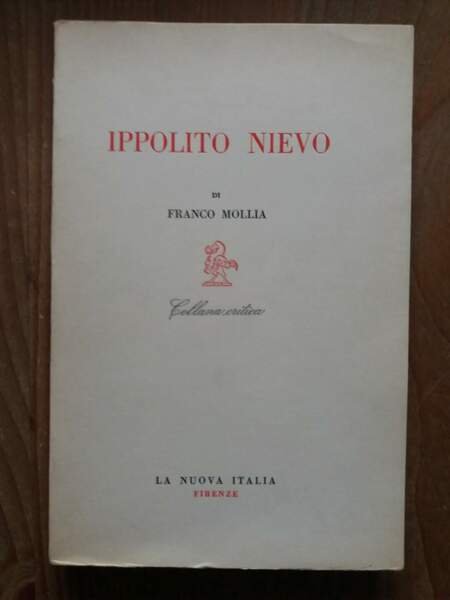 IPPOLITO NIEVO
DI
FRANCO MOLLIA
Collana critica
LA NUOVA ITALIA
FIRENZE